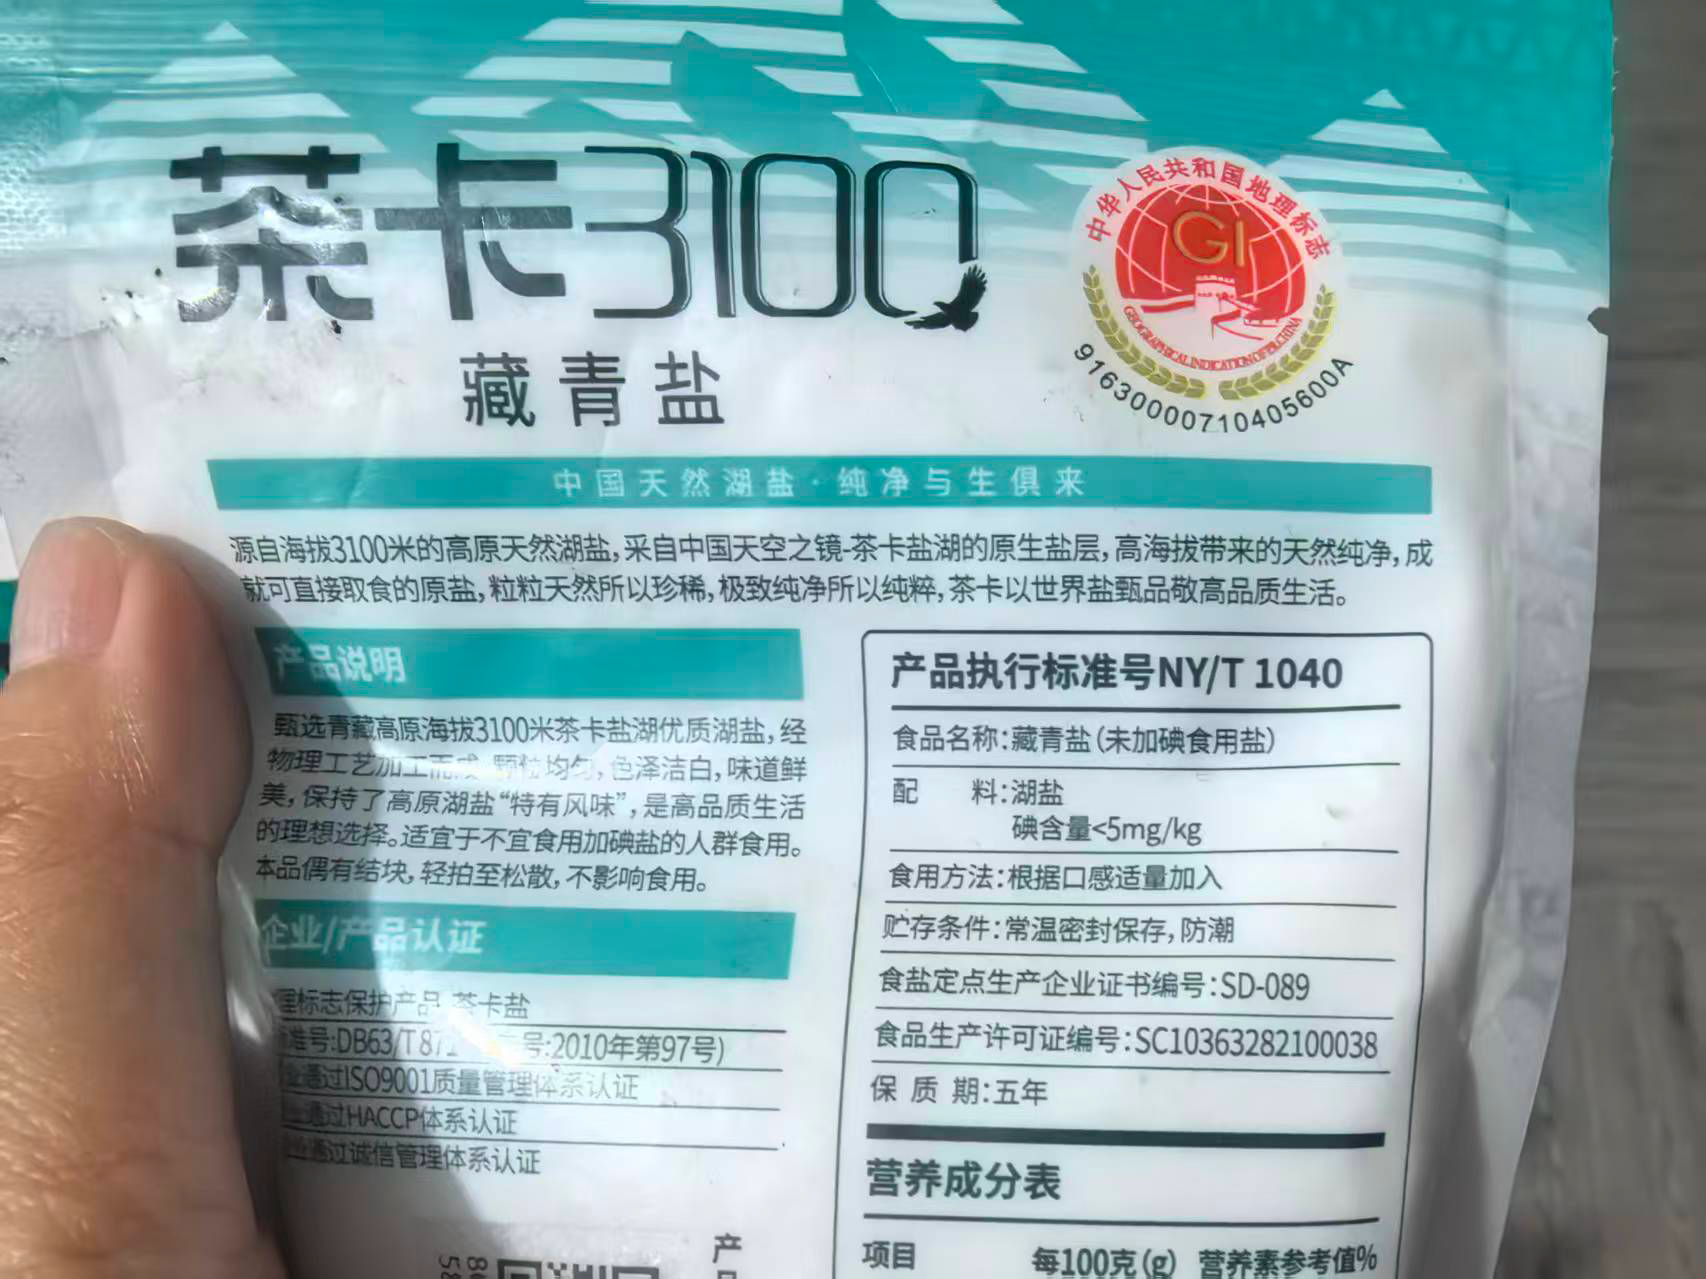 茶卡3100
藏青盐
中华人民共和国地理标志
GI
GEOGRAPHICAL INDICATION OF P.R.CHINA
91630000710405600A
中国天然湖盐·纯净与生俱来
源自海拔3100米的高原天然湖盐,采自中国天空之镜-茶卡盐湖的原生盐层,高海拔带来的天然纯净,成
就可直接取食的原盐,粒粒天然所以珍稀,极致纯净所以纯粹,茶卡以世界盐甄品敬高品质生活。
产品说明
甄选青藏高原海拔3100米茶卡盐湖优质湖盐,经
物理工艺加工而成 颗粒均匀,色泽洁白,味道鲜
美,保持了高原湖盐“特有风味”,是高品质生活
的理想选择。适宜于不宜食用加碘盐的人群食用。
本品偶有结块,轻拍至松散,不影响食用。
企业/产品认证
理标志保护产品 茶卡盐
准号:DB63/T 871 号:2010年第97号)
业通过ISO9001质量管理体系认证
通过HACCP体系认证
通过诚信管理体系认证
产品执行标准号NY/T 1040
食品名称:藏青盐(未加碘食用盐)
配 料:湖盐
碘含量<5mg/kg
食用方法:根据口感适量加入
贮存条件:常温密封保存,防潮
食盐定点生产企业证书编号:SD-089
食品生产许可证编号:SC10363282100038
保 质 期:五年
营养成分表
项目 每100克(g) 营养素参考值%
产